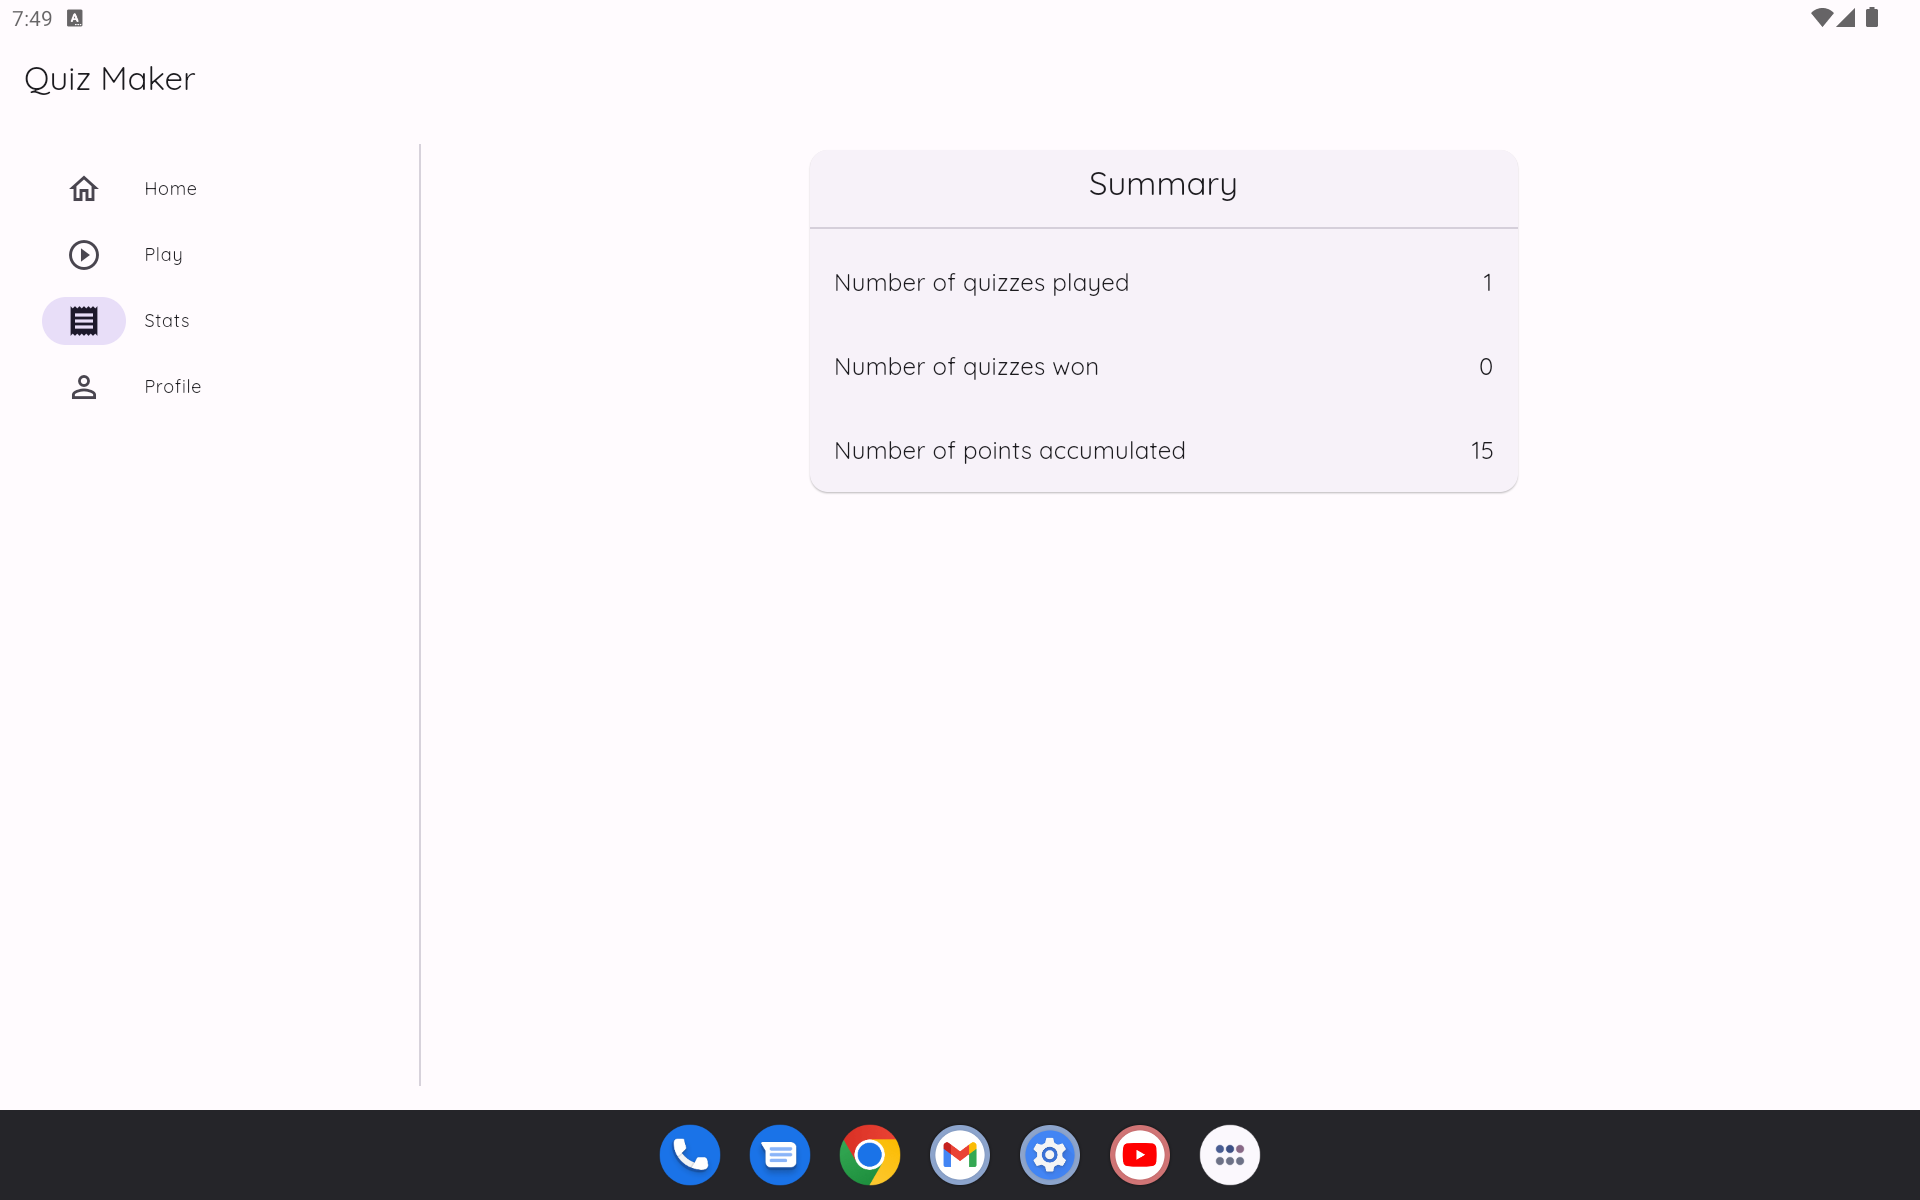 7:49
Quiz Maker
Home
Play
Stats
Profile
Summary
Number of quizzes played 1
Number of quizzes won 0
Number of points accumulated 15